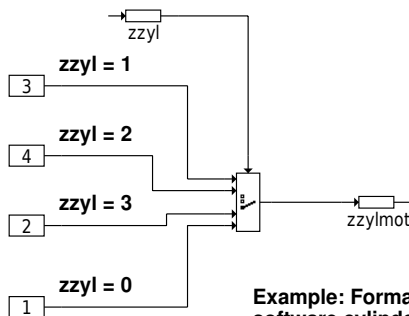 zzyl
zzyl = 1
3
zzyl = 2
4
zzyl = 3
2
zzylmot
zzyl = 0
1
Example: Forma
software cylinde